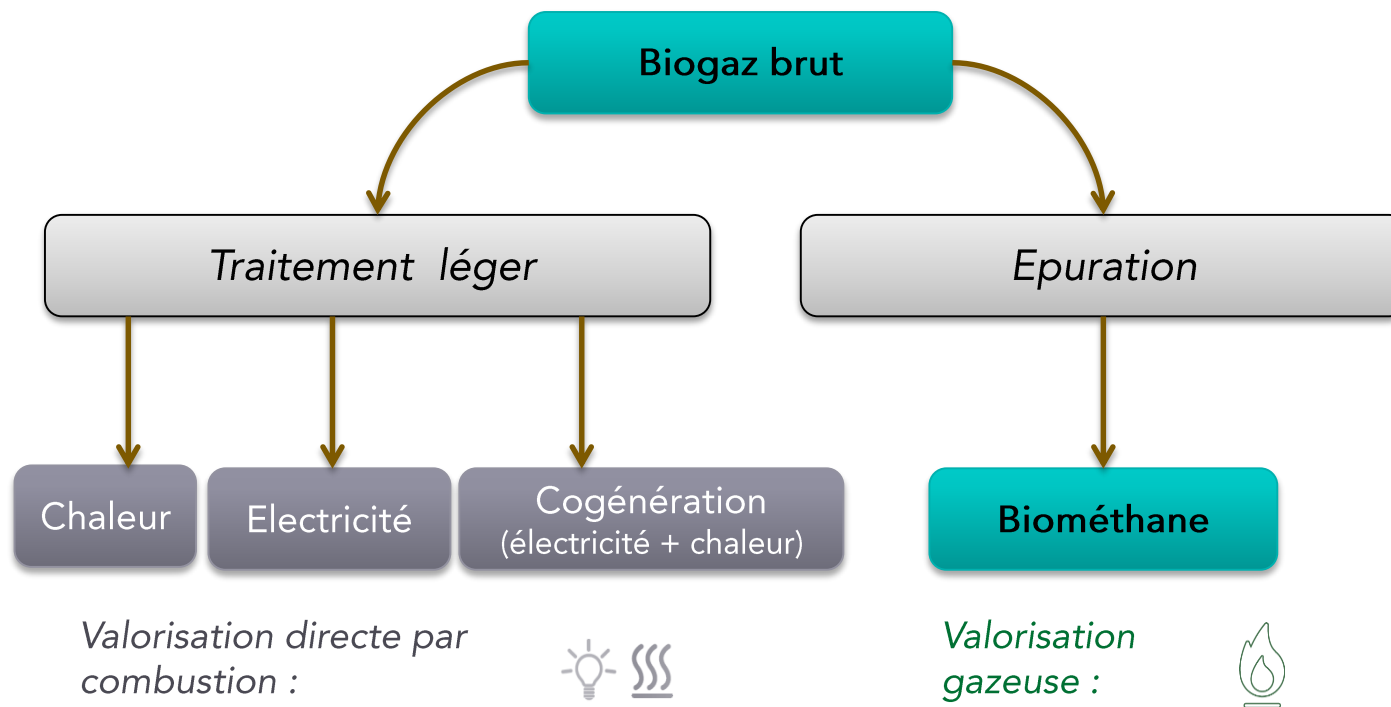 Biogaz brut
Traitement léger
Epuration
Chaleur
Electricité
Cogénération
(électricité + chaleur)
Biométhane
Valorisation directe par
combustion :
Valorisation
gazeuse :